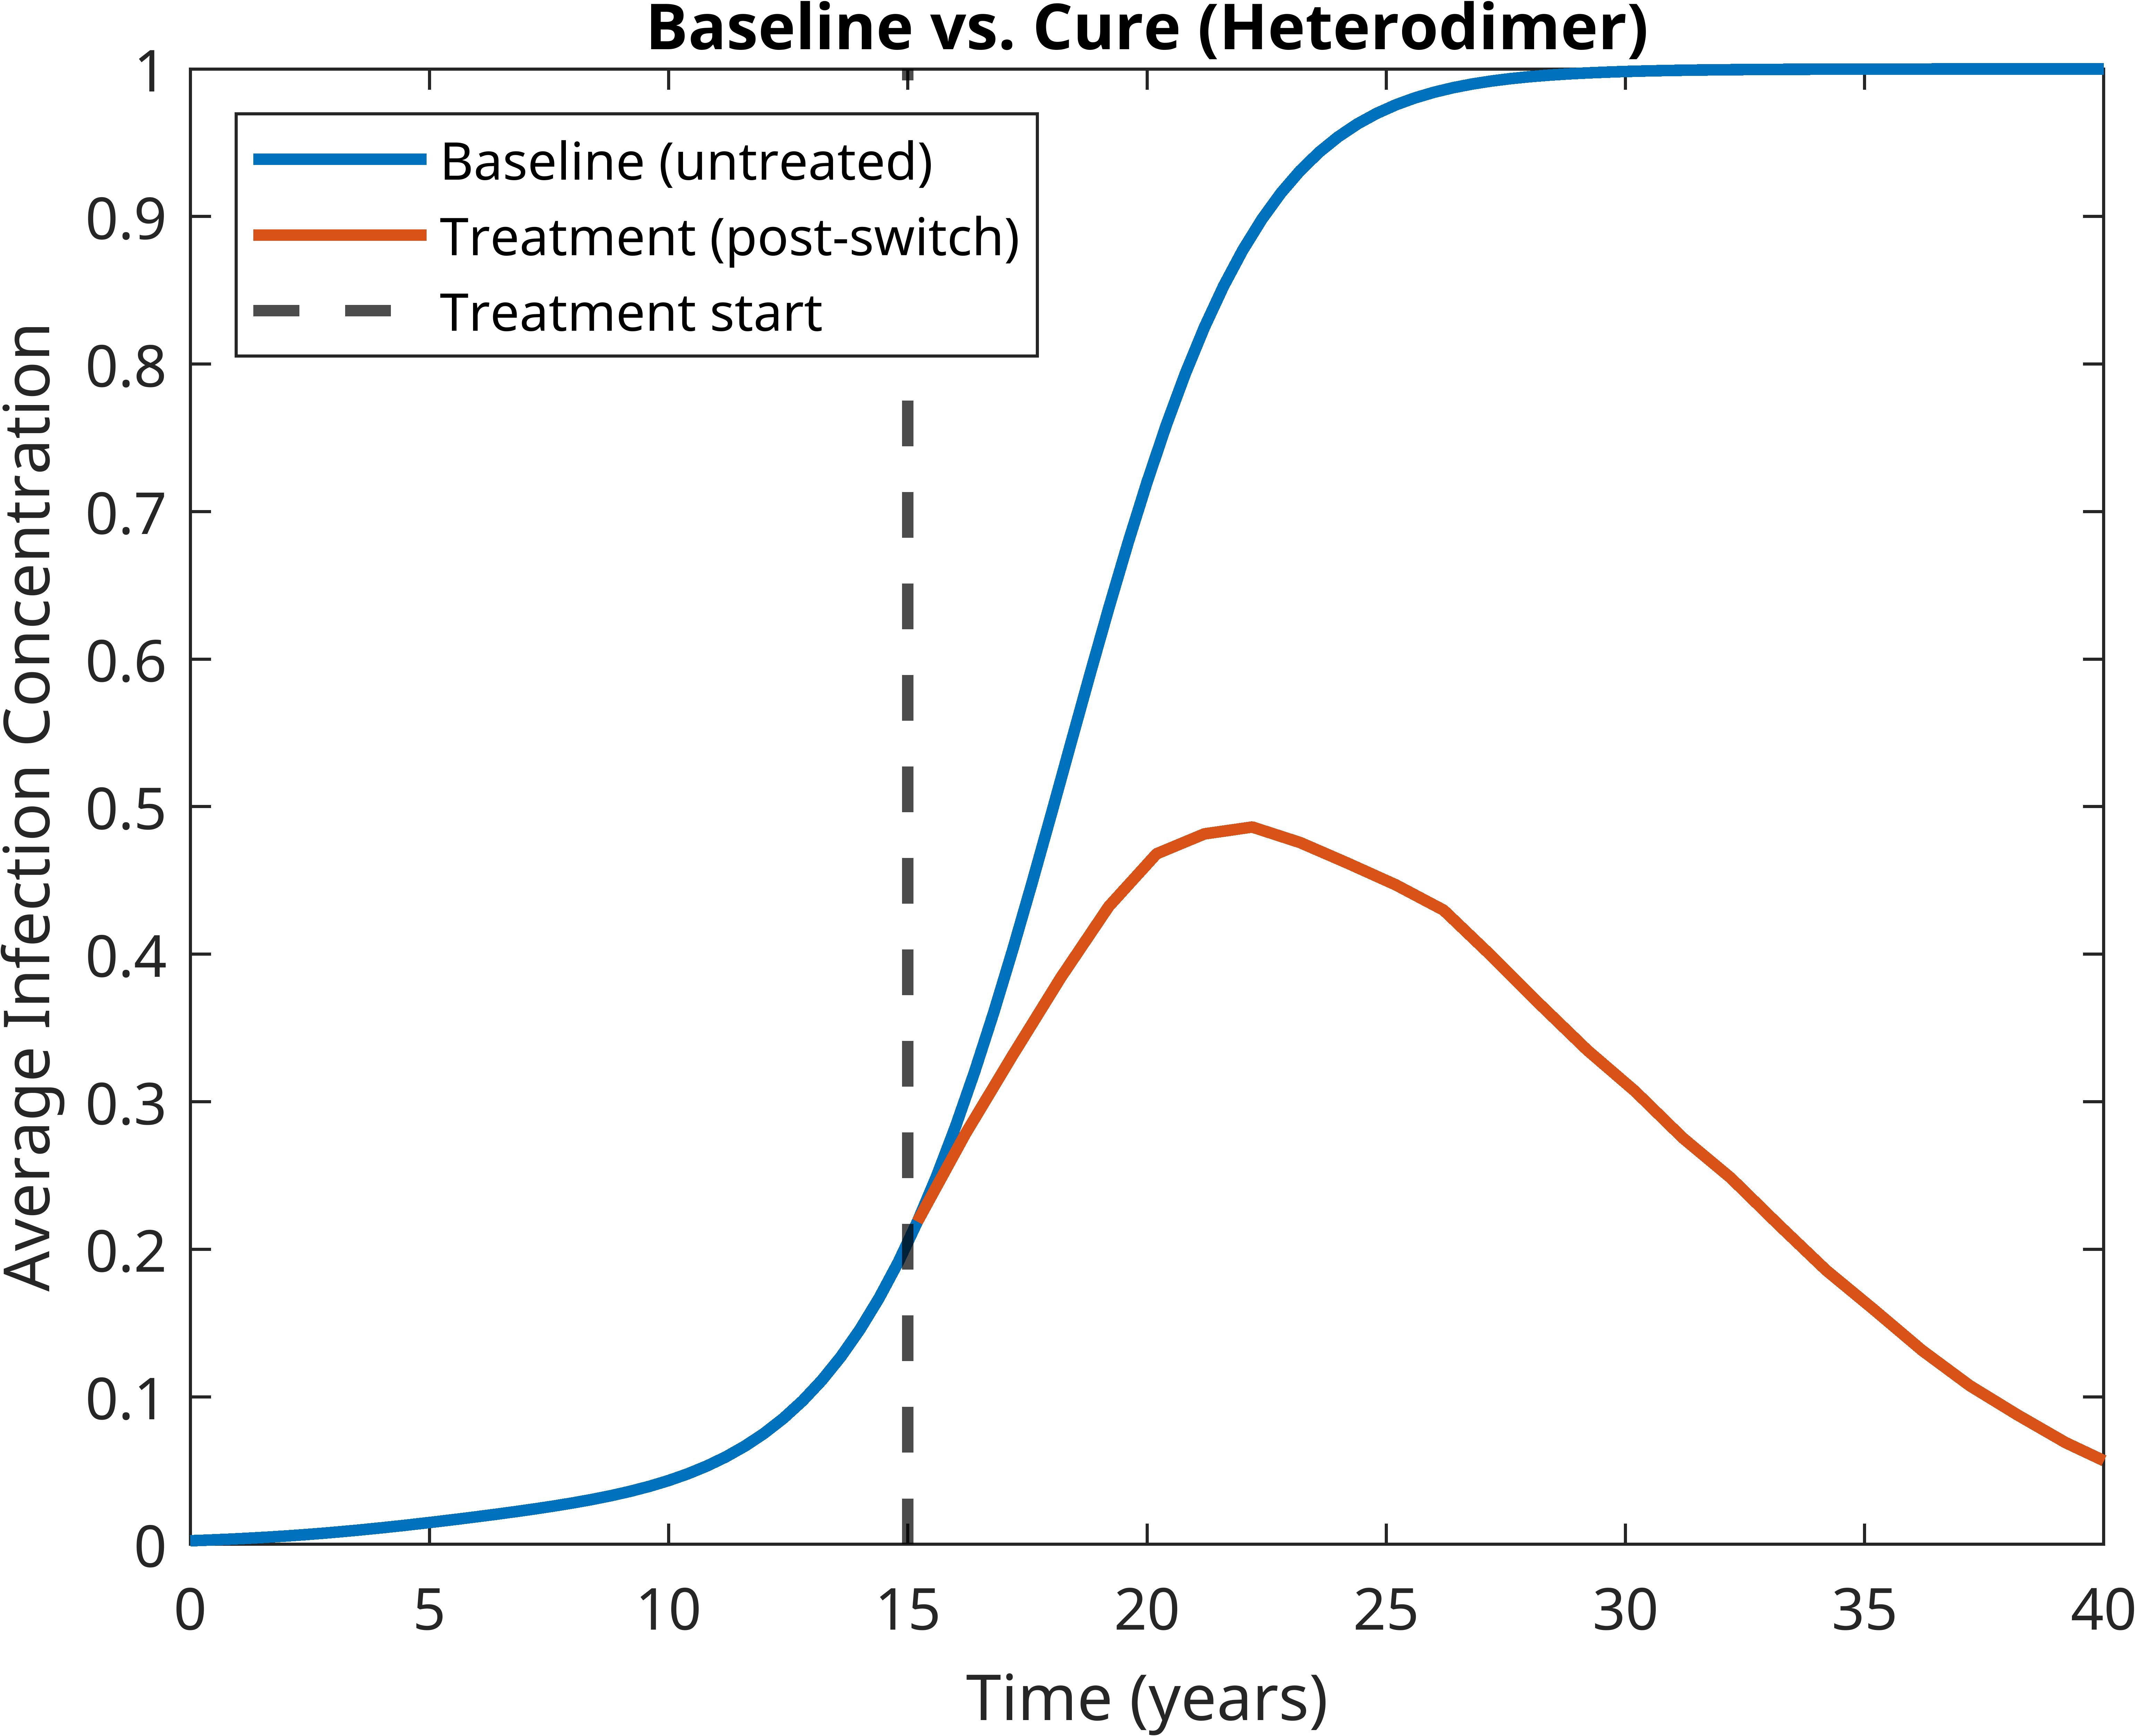 Baseline vs. Cure (Heterodimer)
Baseline (untreated)
Treatment (post-switch)
Treatment start
Average Infection Concentration
1
0.9
0.8
0.7
0.6
0.5
0.4
0.3
0.2
0.1
0
0 5 10 15 20 25 30 35 40
Time (years)